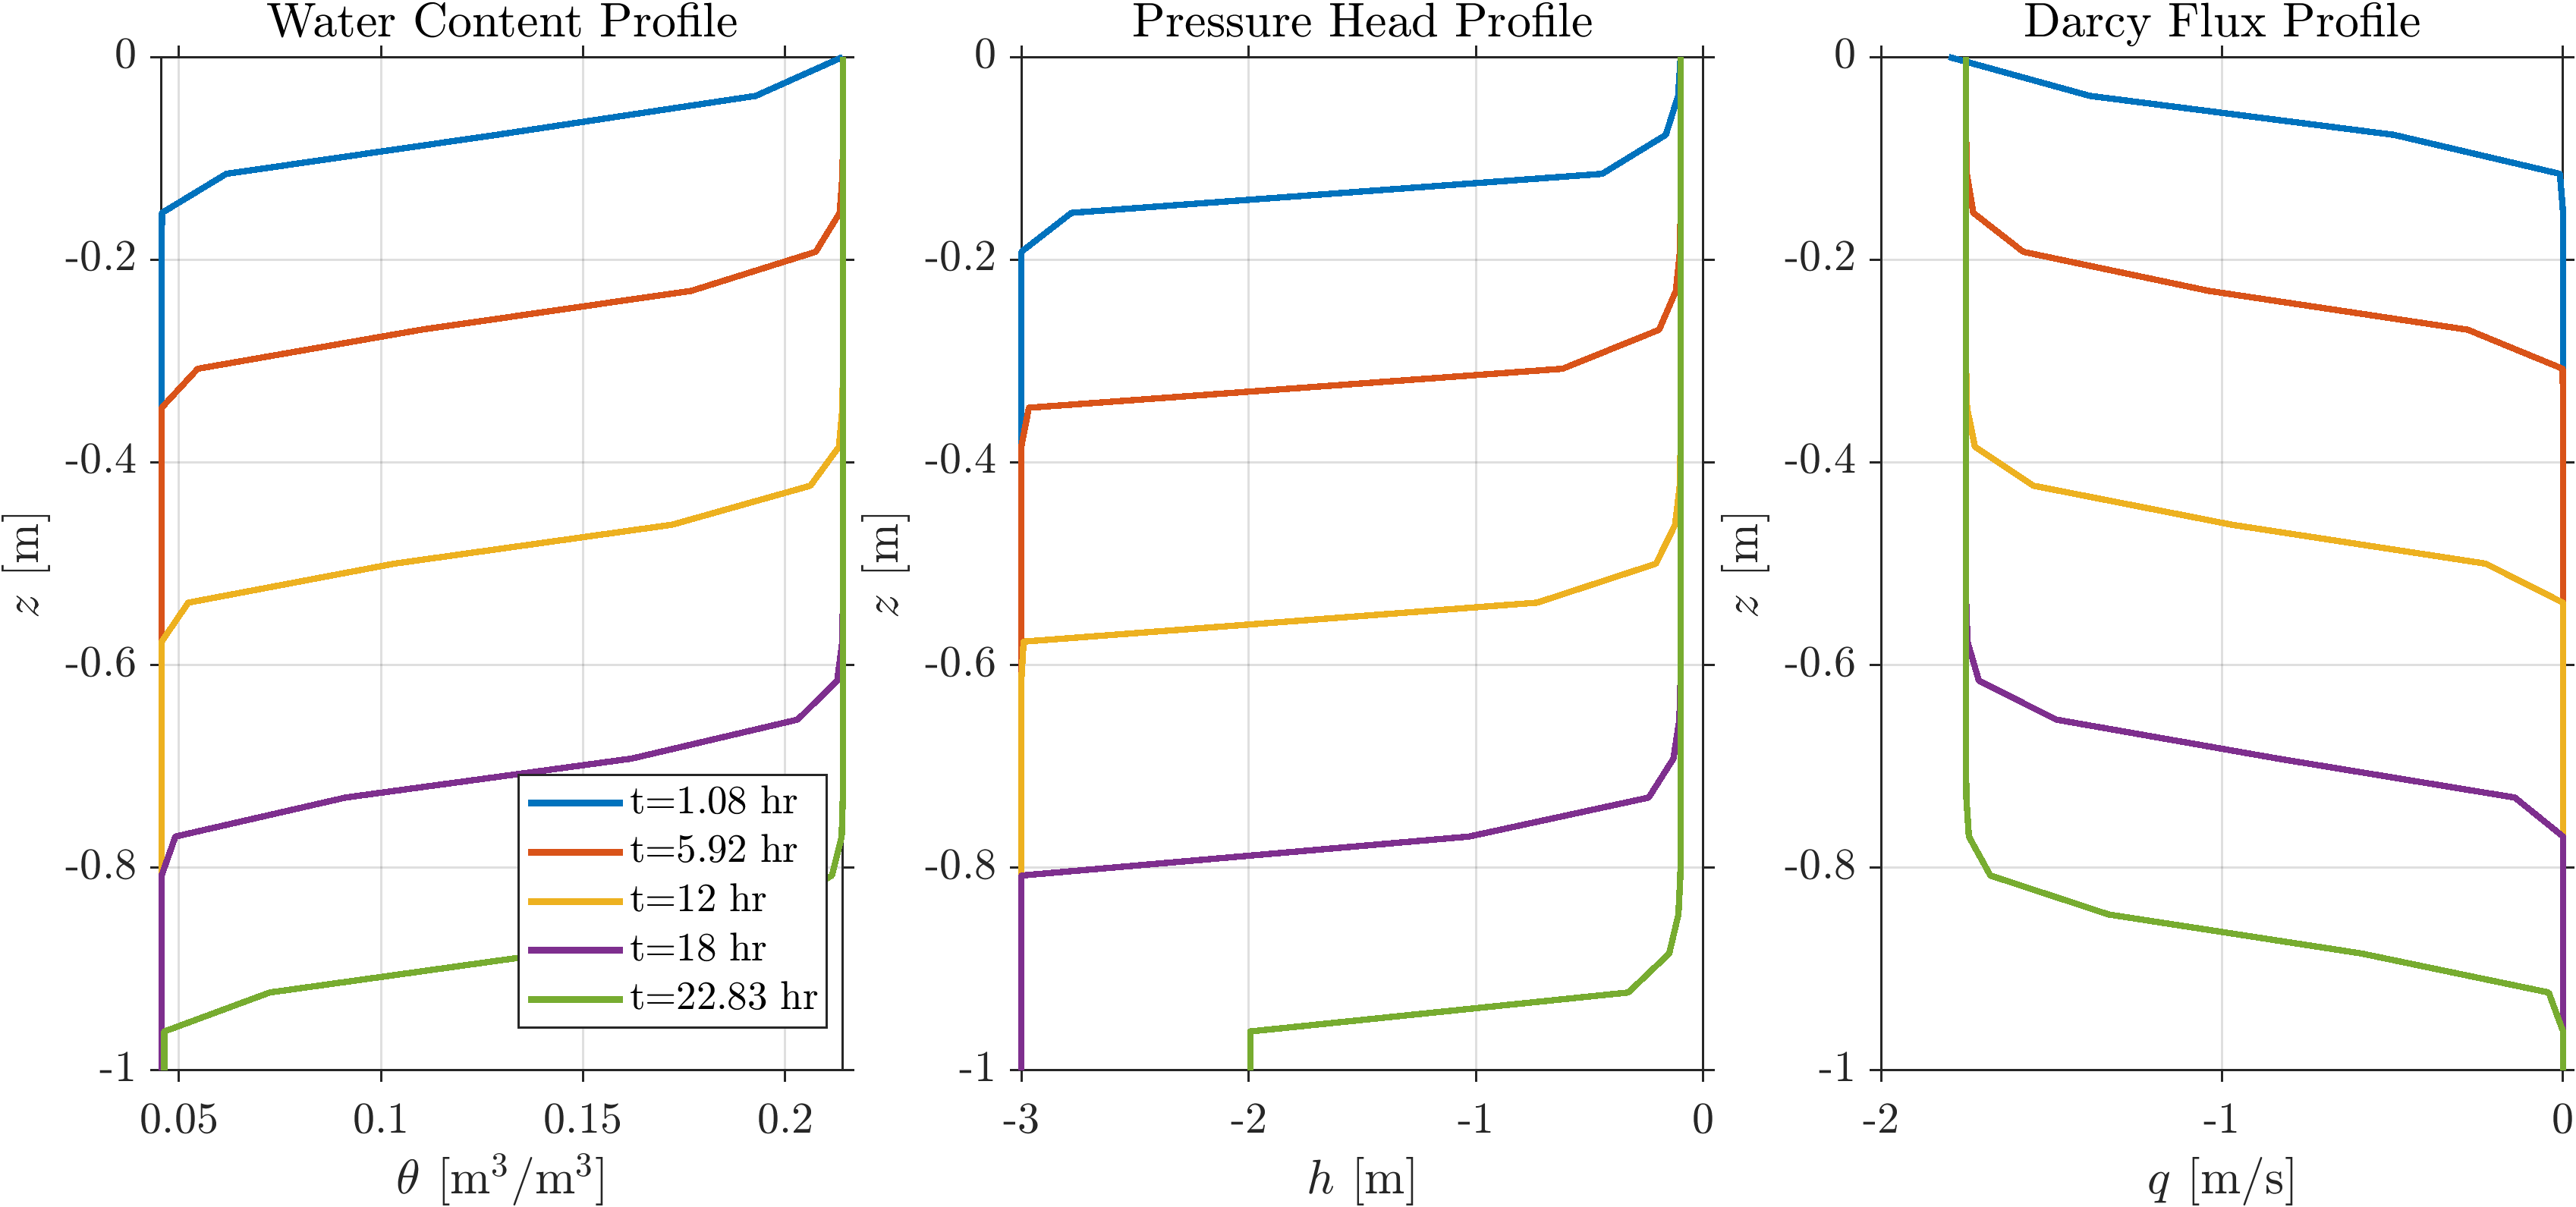 Water Content Profile
0
-0.2
-0.4
-0.6
-0.8
-1
z [m]
0.05
0.1
0.15
0.2
θ [m³/m³]
t=1.08 hr
t=5.92 hr
t=12 hr
t=18 hr
t=22.83 hr
Pressure Head Profile
0
-0.2
-0.4
-0.6
-0.8
-1
z [m]
-3
-2
-1
0
h [m]
Darcy Flux Profile
0
-0.2
-0.4
-0.6
-0.8
-1
z [m]
-2
-1
0
q [m/s]